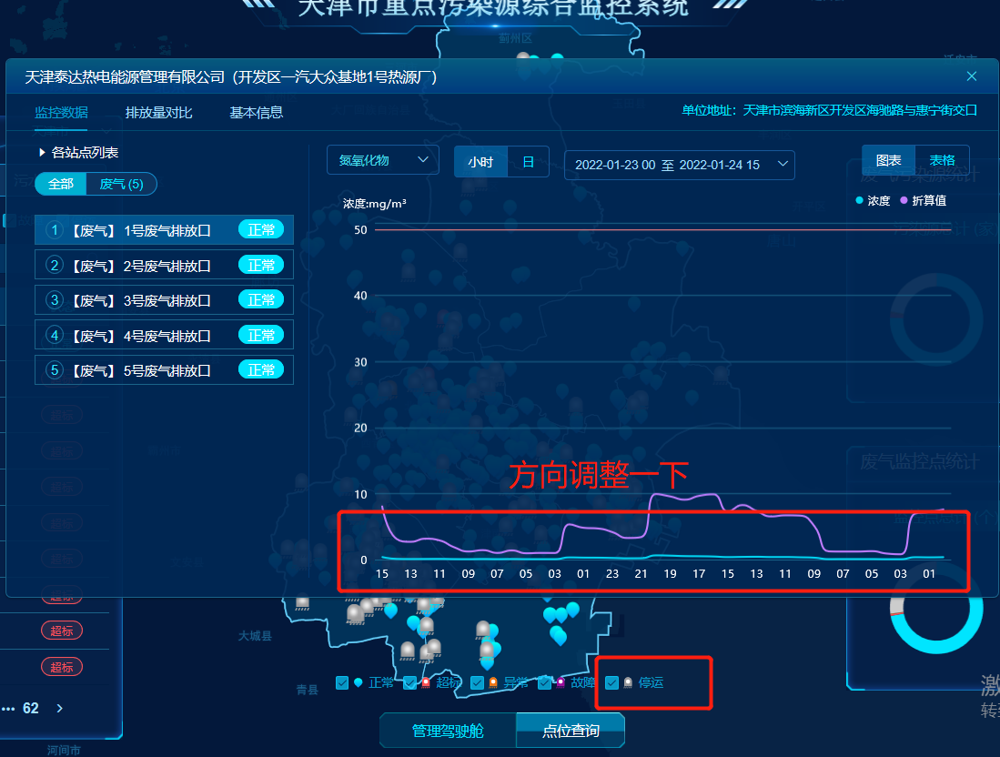 天津市重点污染源综合监控系统
蓟州区
天津泰达热电能源管理有限公司（开发区一汽大众基地1号热源厂）
监控数据 排放量对比 基本信息
单位地址：天津市滨海新区开发区海驰路与惠宁街交口
各站点列表
全部 废气 (5)
氮氧化物 小时 日 2022-01-23 00 至 2022-01-24 15 图表 表格
浓度:mg/m³
浓度 折算值
1 【废气】 1号废气排放口 正常
2 【废气】 2号废气排放口 正常
3 【废气】 3号废气排放口 正常
4 【废气】 4号废气排放口 正常
5 【废气】 5号废气排放口 正常
50
40
30
20
10
0
15 13 11 09 07 05 03 01 23 21 19 17 15 13 11 09 07 05 03 01
方向调整一下
废气监控点统计
超标
超标
超标
超标
超标
超标
超标
超标
大城县
青县
正常 超标 异常 故障 停运
... 62
管理驾驶舱 点位查询
河间市
激
转到